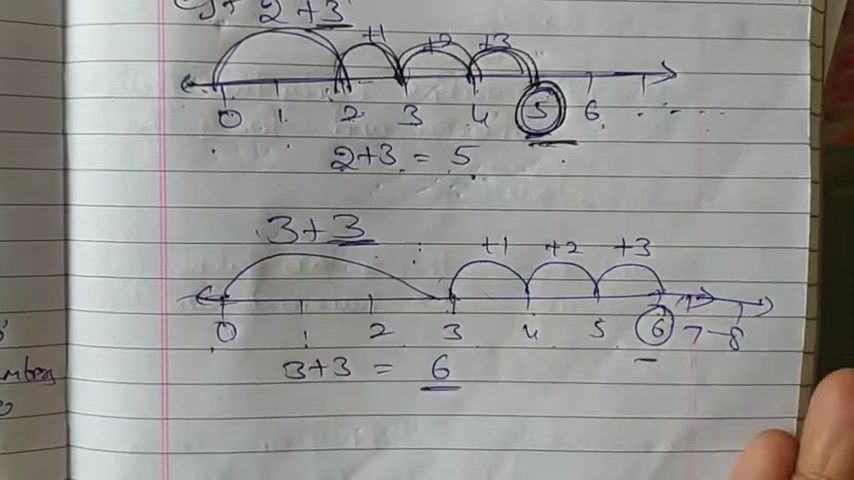 2+3
+1 +2 +3
0 1 2 3 4 5 6 . . . .
2+3 = 5
3+3
+1 +2 +3
0 1 2 3 4 5 6 7 8
3+3 = 6